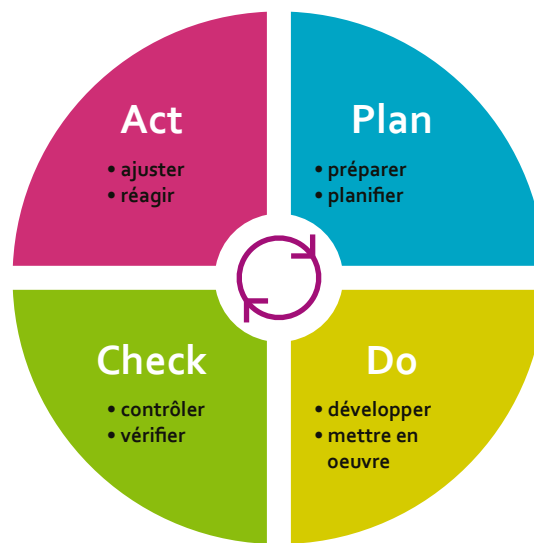 Act
• ajuster
• réagir
Plan
• préparer
• planifier
Check
• contrôler
• vérifier
Do
• développer
• mettre en
oeuvre